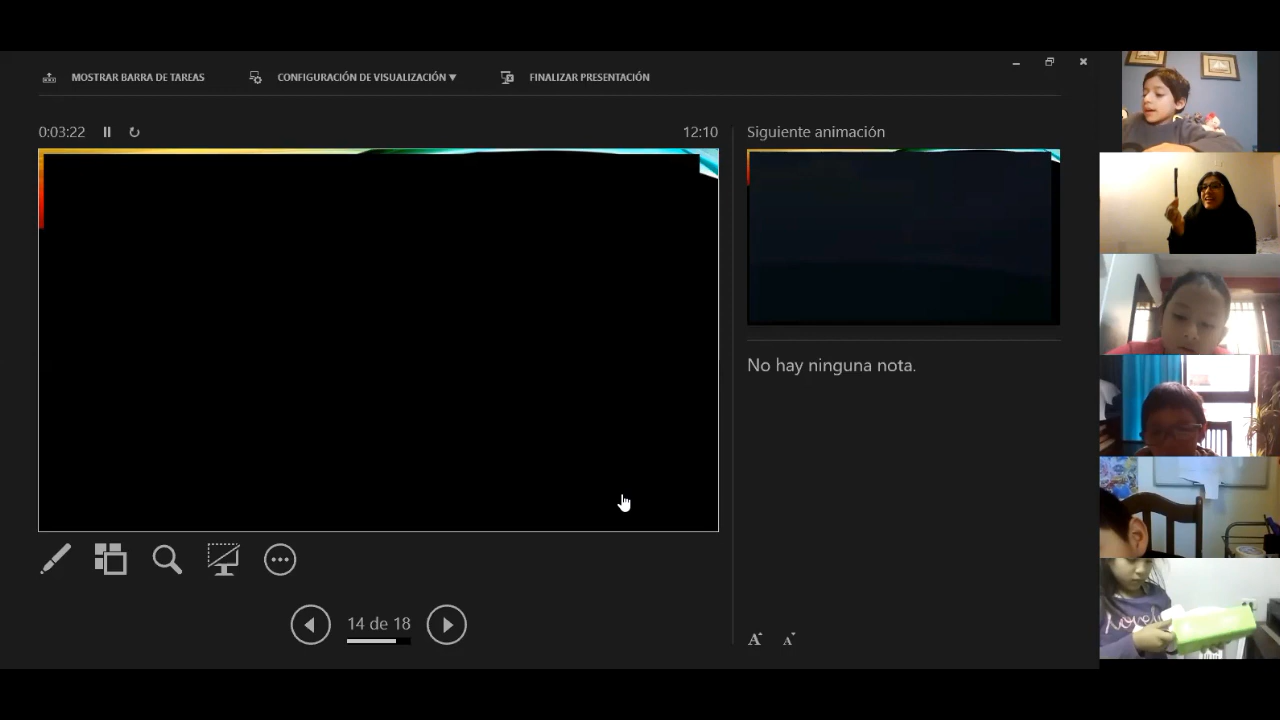 MOSTRAR BARRA DE TAREAS
CONFIGURACIÓN DE VISUALIZACIÓN ▼
FINALIZAR PRESENTACIÓN
0:03:22
12:10
Siguiente animación
No hay ninguna nota.
14 de 18
A A